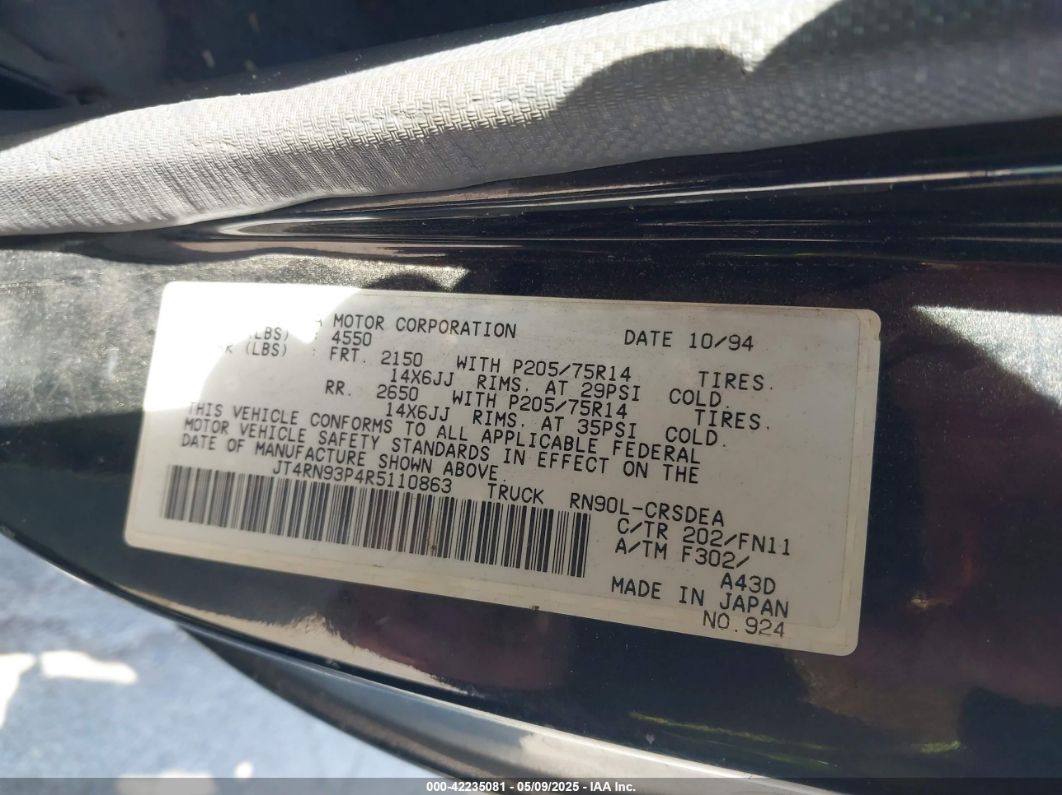 MOTOR CORPORATION DATE 10/94
(LBS) : 4550
(LBS) : FRT. 2150 WITH P205/75R14 TIRES.
14X6JJ RIMS. AT 29PSI COLD.
RR. 2650 WITH P205/75R14 TIRES.
14X6JJ RIMS. AT 35PSI COLD.
THIS VEHICLE CONFORMS TO ALL APPLICABLE FEDERAL
MOTOR VEHICLE SAFETY STANDARDS IN EFFECT ON THE
DATE OF MANUFACTURE SHOWN ABOVE.
JT4RN93P4R5110863 TRUCK RN90L-CRSDEA
C/TR 202/FN11
A/TM F302/
A43D
MADE IN JAPAN
NO.924
000-42235081 - 05/09/2025 - IAA Inc.